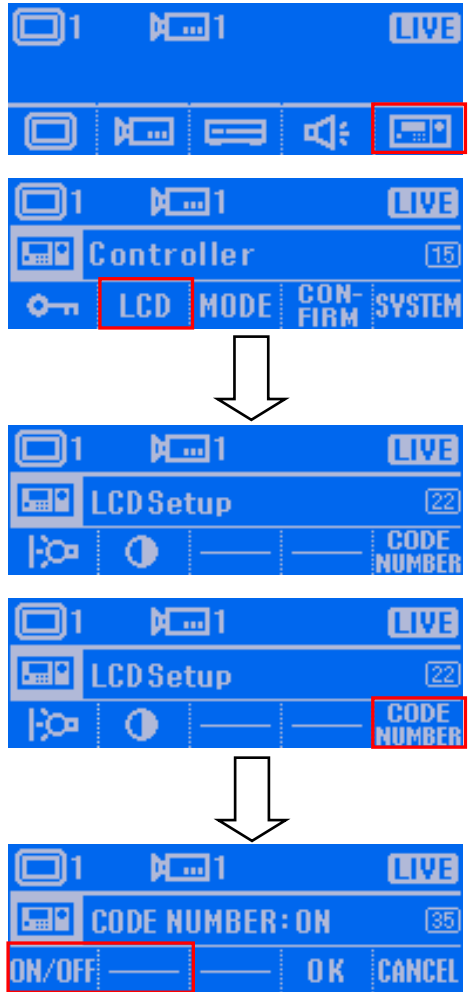 1 1 LIVE
1 1 LIVE
Controller 15
LCD MODE CON-FIRM SYSTEM
1 1 LIVE
LCD Setup 22
CODE NUMBER
1 1 LIVE
LCD Setup 22
CODE NUMBER
1 1 LIVE
CODE NUMBER:ON 35
ON/OFF OK CANCEL